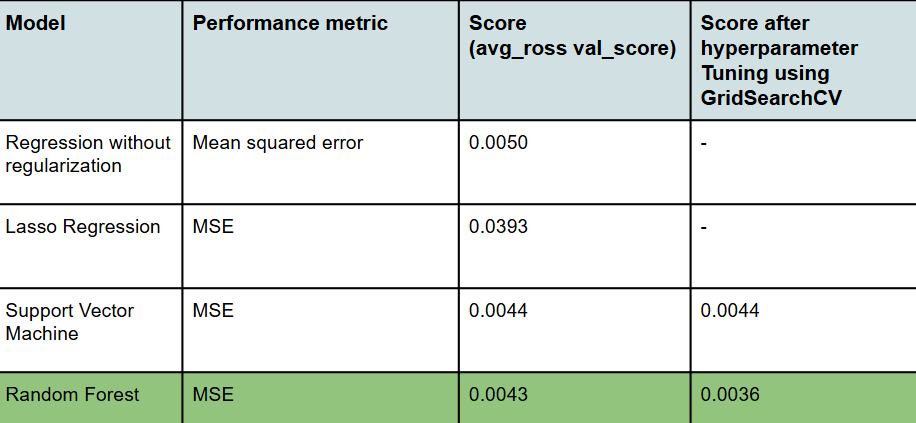 Model
Performance metric
Score
(avg_ross val_score)
Score after
hyperparameter
Tuning using
GridSearchCV
Regression without
regularization
Mean squared error
0.0050
-
Lasso Regression
MSE
0.0393
-
Support Vector
Machine
MSE
0.0044
0.0044
Random Forest
MSE
0.0043
0.0036